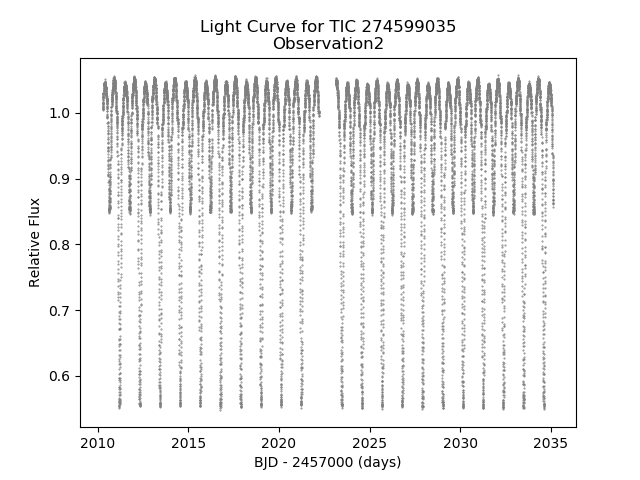 Light Curve for TIC 274599035
Observation2
1.0
0.9
0.8
0.7
0.6
Relative Flux
2010 2015 2020 2025 2030 2035
BJD - 2457000 (days)